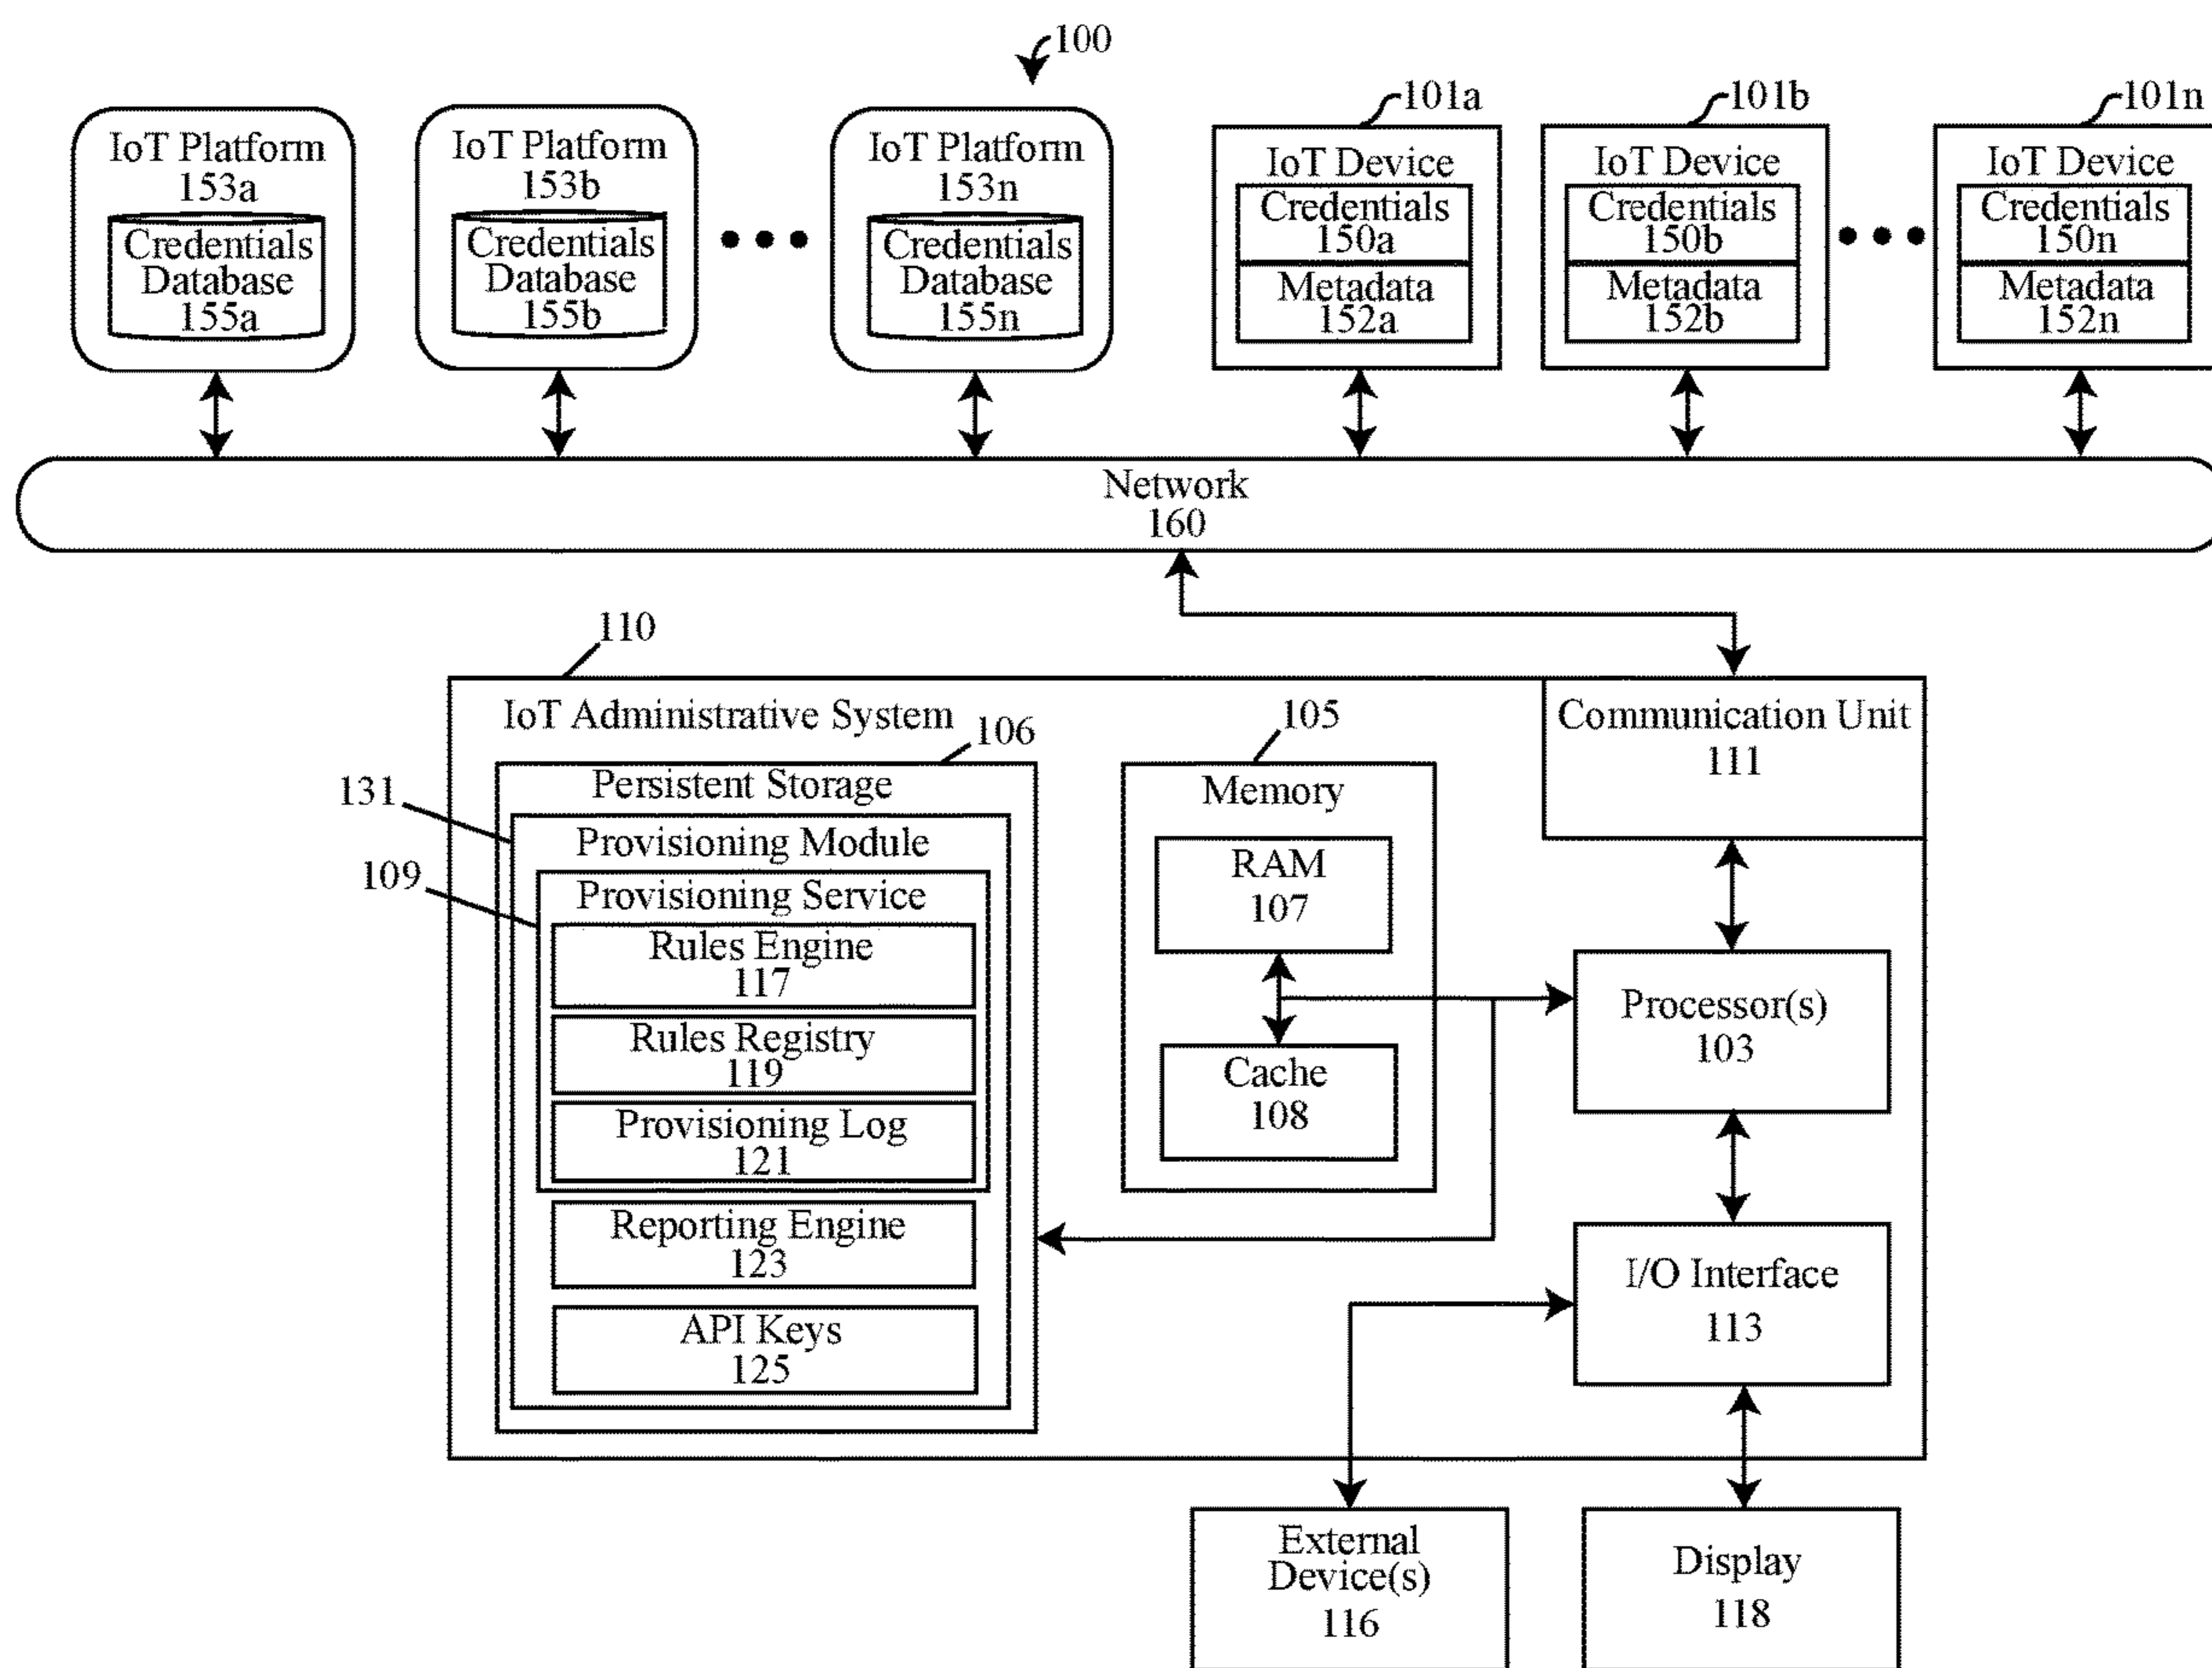 100
IoT Platform
153a
Credentials
Database
155a
IoT Platform
153b
Credentials
Database
155b
IoT Platform
153n
Credentials
Database
155n
101a
IoT Device
Credentials
150a
Metadata
152a
101b
IoT Device
Credentials
150b
Metadata
152b
101n
IoT Device
Credentials
150n
Metadata
152n
Network
160
110
IoT Administrative System
106
Persistent Storage
131
Provisioning Module
109
Provisioning Service
Rules Engine
117
Rules Registry
119
Provisioning Log
121
Reporting Engine
123
API Keys
125
105
Memory
RAM
107
Cache
108
Communication Unit
111
Processor(s)
103
I/O Interface
113
External
Device(s)
116
Display
118